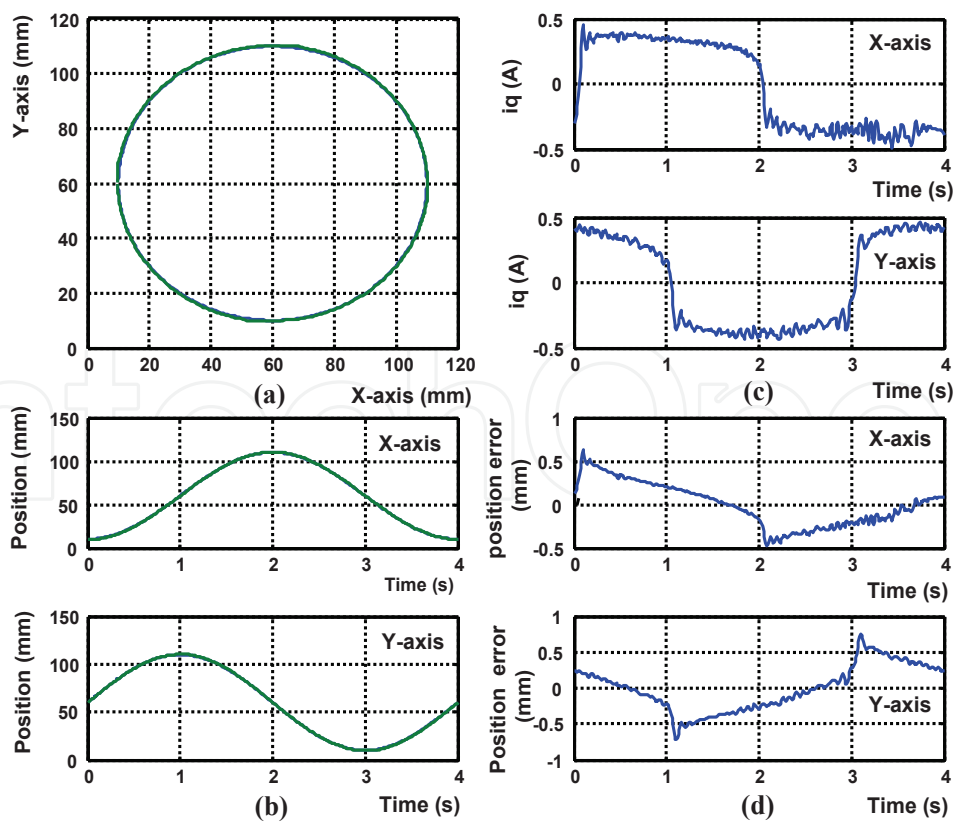 120
100
80
60
40
20
0
Y-axis (mm)
0 20 40 60 80 100 120
(a) X-axis (mm)
0.5
0
-0.5
iq (A)
X-axis
0 1 2 3 4
Time (s)
0.5
0
-0.5
iq (A)
Y-axis
0 1 2 3 4
(c) Time (s)
150
100
50
0
Position (mm)
X-axis
0 1 2 3 4
Time (s)
150
100
50
0
Position (mm)
Y-axis
0 1 2 3 4
(b) Time (s)
1
0.5
0
-0.5
position error
(mm)
X-axis
0 1 2 3 4
Time (s)
1
0.5
0
-0.5
-1
Position error
(mm)
Y-axis
0 1 2 3 4
(d) Time (s)